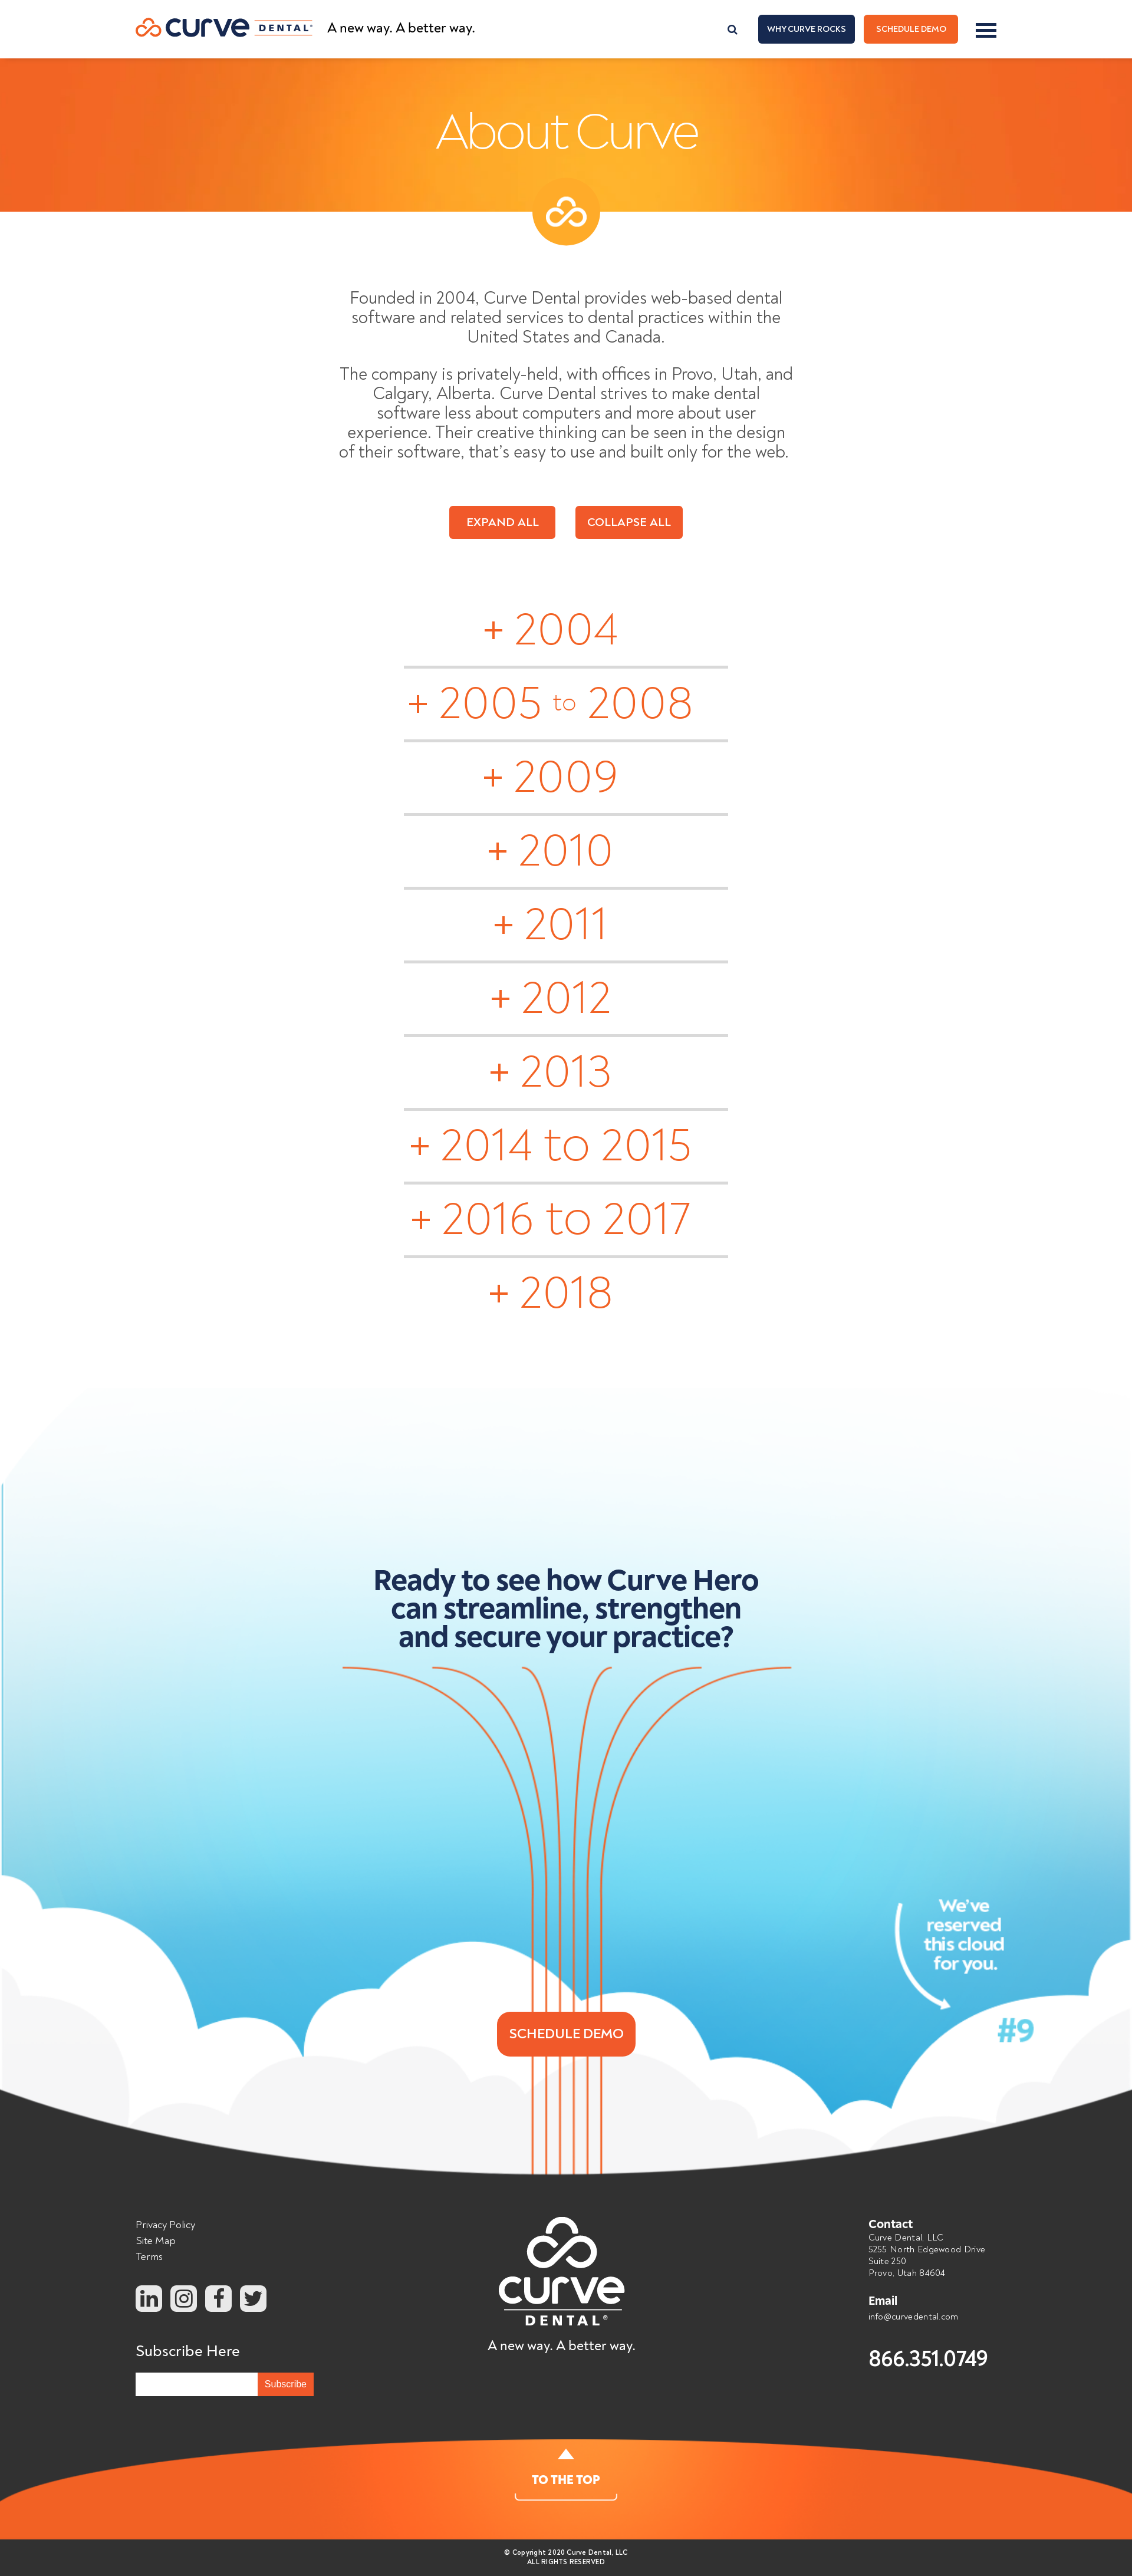 curve DENTAL®
A new way. A better way.
WHY CURVE ROCKS
SCHEDULE DEMO
About Curve
Founded in 2004, Curve Dental provides web-based dental
software and related services to dental practices within the
United States and Canada.
The company is privately-held, with offices in Provo, Utah, and
Calgary, Alberta. Curve Dental strives to make dental
software less about computers and more about user
experience. Their creative thinking can be seen in the design
of their software, that's easy to use and built only for the web.
EXPAND ALL
COLLAPSE ALL
+ 2004
+ 2005 to 2008
+ 2009
+ 2010
+ 2011
+ 2012
+ 2013
+ 2014 to 2015
+ 2016 to 2017
+ 2018
Ready to see how Curve Hero
can streamline, strengthen
and secure your practice?
We've
reserved
this cloud
for you.
#9
SCHEDULE DEMO
Privacy Policy
Site Map
Terms
Subscribe Here
Subscribe
curve
DENTAL®
A new way. A better way.
Contact
Curve Dental, LLC
5255 North Edgewood Drive
Suite 250
Provo, Utah 84604
Email
info@curvedental.com
866.351.0749
TO THE TOP
© Copyright 2020 Curve Dental, LLC
ALL RIGHTS RESERVED